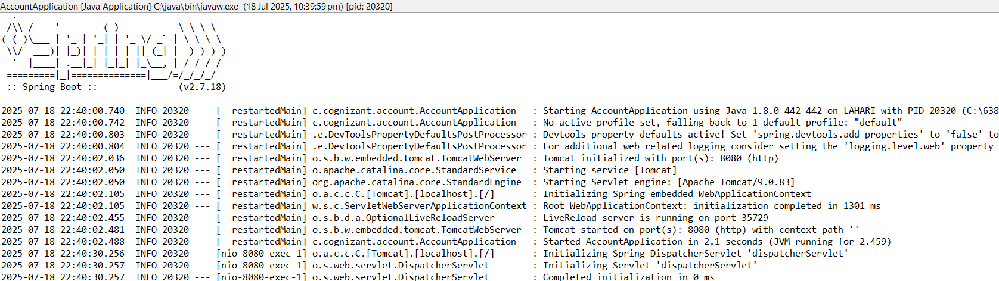 AccountApplication [Java Application] C:\java\bin\javaw.exe  (18 Jul 2025, 10:39:59 pm) [pid: 20320]
  .   ____          _            __ _ _
 /\\ / ___'_ __ _ _(_)_ __  __ _ \ \ \ \
( ( )\___ | '_ | '_| | '_ \/ _` | \ \ \ \
 \\/  ___)| |_)| | | | | || (_| |  ) ) ) )
  '  |____| .__|_| |_|_| |_\__, | / / / /
 =========|_|==============|___/=/_/_/_/
 :: Spring Boot ::               (v2.7.18)
2025-07-18 22:40:00.740  INFO 20320 --- [  restartedMain] c.cognizant.account.AccountApplication   : Starting AccountApplication using Java 1.8.0_442-442 on LAHARI with PID 20320 (C:\638
2025-07-18 22:40:00.742  INFO 20320 --- [  restartedMain] c.cognizant.account.AccountApplication   : No active profile set, falling back to 1 default profile: "default"
2025-07-18 22:40:00.803  INFO 20320 --- [  restartedMain] .e.DevToolsPropertyDefaultsPostProcessor : Devtools property defaults active! Set 'spring.devtools.add-properties' to 'false' to
2025-07-18 22:40:00.804  INFO 20320 --- [  restartedMain] .e.DevToolsPropertyDefaultsPostProcessor : For additional web related logging consider setting the 'logging.level.web' property
2025-07-18 22:40:02.036  INFO 20320 --- [  restartedMain] o.s.b.w.embedded.tomcat.TomcatWebServer  : Tomcat initialized with port(s): 8080 (http)
2025-07-18 22:40:02.050  INFO 20320 --- [  restartedMain] o.apache.catalina.core.StandardService   : Starting service [Tomcat]
2025-07-18 22:40:02.050  INFO 20320 --- [  restartedMain] org.apache.catalina.core.StandardEngine  : Starting Servlet engine: [Apache Tomcat/9.0.83]
2025-07-18 22:40:02.105  INFO 20320 --- [  restartedMain] o.a.c.c.C.[Tomcat].[localhost].[/]       : Initializing Spring embedded WebApplicationContext
2025-07-18 22:40:02.105  INFO 20320 --- [  restartedMain] w.s.c.ServletWebServerApplicationContext : Root WebApplicationContext: initialization completed in 1301 ms
2025-07-18 22:40:02.455  INFO 20320 --- [  restartedMain] o.s.b.d.a.OptionalLiveReloadServer       : LiveReload server is running on port 35729
2025-07-18 22:40:02.481  INFO 20320 --- [  restartedMain] o.s.b.w.embedded.tomcat.TomcatWebServer  : Tomcat started on port(s): 8080 (http) with context path ''
2025-07-18 22:40:02.488  INFO 20320 --- [  restartedMain] c.cognizant.account.AccountApplication   : Started AccountApplication in 2.1 seconds (JVM running for 2.459)
2025-07-18 22:40:30.256  INFO 20320 --- [nio-8080-exec-1] o.a.c.c.C.[Tomcat].[localhost].[/]       : Initializing Spring DispatcherServlet 'dispatcherServlet'
2025-07-18 22:40:30.257  INFO 20320 --- [nio-8080-exec-1] o.s.web.servlet.DispatcherServlet        : Initializing Servlet 'dispatcherServlet'
2025-07-18 22:40:30.257  INFO 20320 --- [nio-8080-exec-1] o.s.web.servlet.DispatcherServlet        : Completed initialization in 0 ms